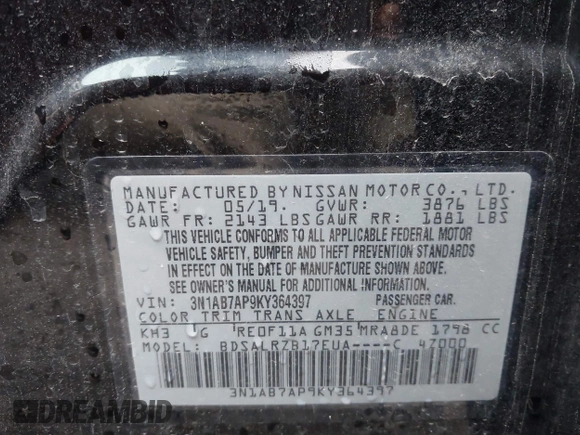 MANUFACTURED BY NISSAN MOTOR CO., LTD.
DATE: 05/19. GVWR: 3876 LBS
GAWR FR: 2143 LBS GAWR RR: 1881 LBS
THIS VEHICLE CONFORMS TO ALL APPLICABLE FEDERAL MOTOR
VEHICLE SAFETY, BUMPER AND THEFT PREVENTION STANDARDS
IN EFFECT ON THE DATE OF MANUFACTURE SHOWN ABOVE.
SEE OWNER'S MANUAL FOR ADDITIONAL INFORMATION.
VIN: 3N1AB7AP9KY364397 PASSENGER CAR.
COLOR TRIM TRANS AXLE ENGINE
KH3 G RE0F11A GM35 MRA8DE 1798 CC
MODEL: BDSALRZB17EUA----C 47000
3N1AB7AP9KY364397
DREAMBID